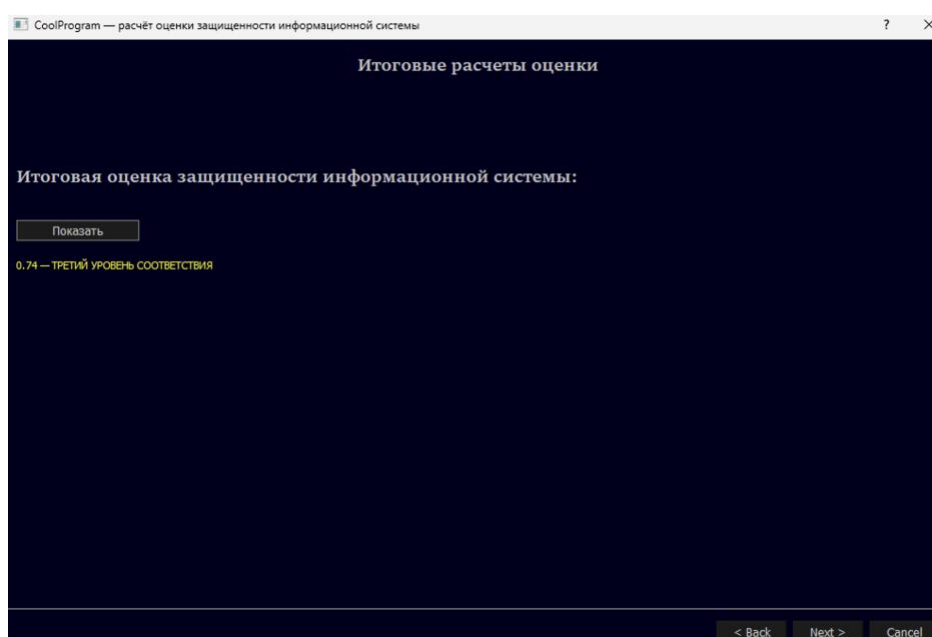 CoolProgram — расчёт оценки защищенности информационной системы ? ×
Итоговые расчеты оценки
Итоговая оценка защищенности информационной системы:
Показать
0.74 — ТРЕТИЙ УРОВЕНЬ СООТВЕТСТВИЯ
< Back Next > Cancel